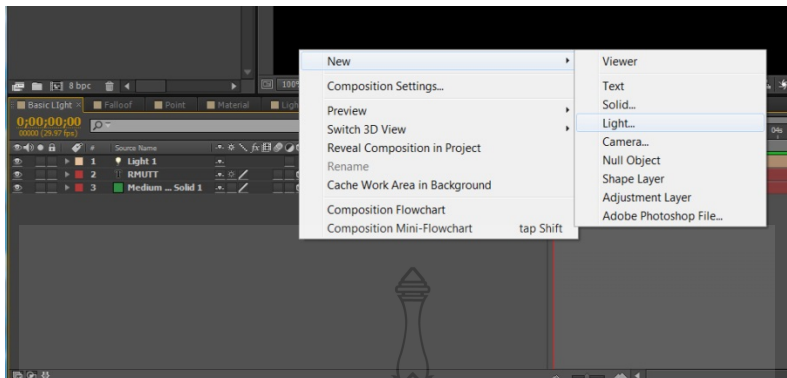 New
Viewer
Composition Settings...
Text
Solid...
Light...
Camera...
Null Object
Shape Layer
Adjustment Layer
Adobe Photoshop File...
Preview
Switch 3D View
Reveal Composition in Project
Rename
Cache Work Area in Background
Composition Flowchart
Composition Mini-Flowchart tap Shift
8 bpc
100%
Basic LIght × Falloof Point Material
0;00;00;00
00000 (29.97 fps)
04s
# Source Name
1 Light 1
2 RMUTT
3 Medium ... Solid 1